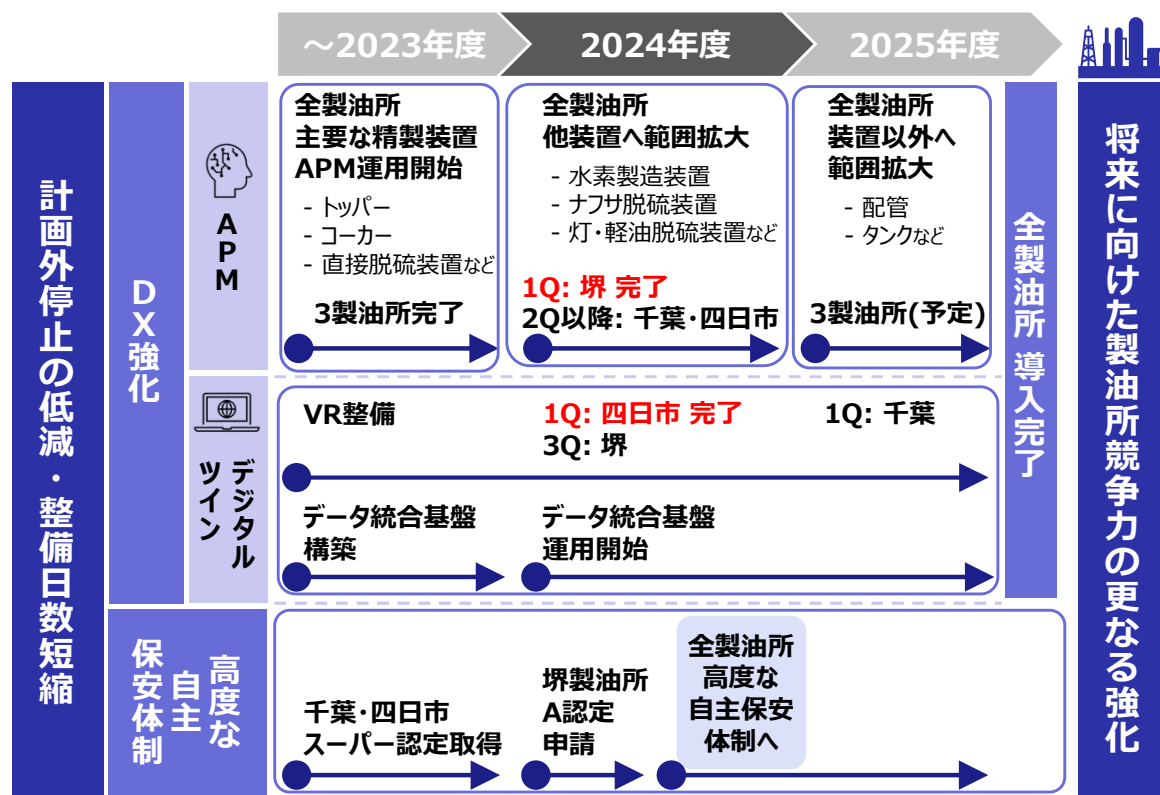 ～2023年度
2024年度
2025年度
計画外停止の低減・整備日数短縮
DX強化
APM
全製油所
主要な精製装置
APM運用開始
- トッパー
- コーカー
- 直接脱硫装置など
3製油所完了
全製油所
他装置へ範囲拡大
- 水素製造装置
- ナフサ脱硫装置
- 灯・軽油脱硫装置など
1Q: 堺 完了
2Q以降: 千葉・四日市
全製油所
装置以外へ
範囲拡大
- 配管
- タンクなど
3製油所(予定)
デジタル
ツイン
VR整備
1Q: 四日市 完了
3Q: 堺
1Q: 千葉
データ統合基盤
構築
データ統合基盤
運用開始
全製油所 導入完了
高度な
自主
保安体制
千葉・四日市
スーパー認定取得
堺製油所
A認定
申請
全製油所
高度な
自主保安
体制へ
将来に向けた製油所競争力の更なる強化